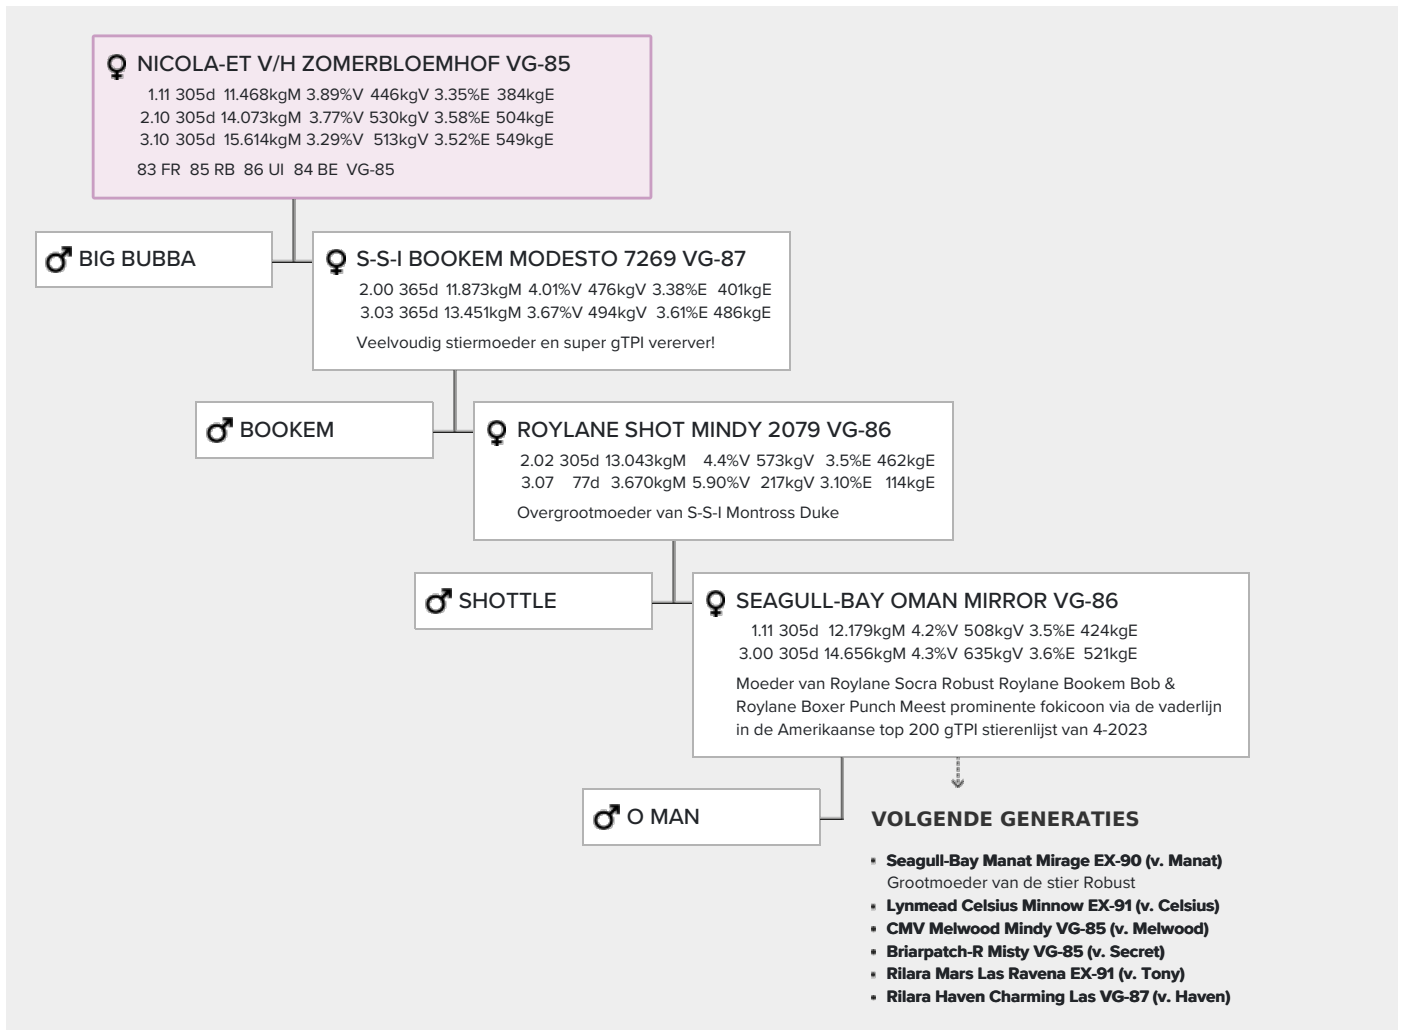 NICOLA-ET V/H ZOMERBLOEMHOF VG-85
1.11 305d 11.468kgM 3.89%V 446kgV 3.35%E 384kgE
2.10 305d 14.073kgM 3.77%V 530kgV 3.58%E 504kgE
3.10 305d 15.614kgM 3.29%V 513kgV 3.52%E 549kgE
83 FR 85 RB 86 UI 84 BE VG-85
BIG BUBBA
S-S-I BOOKEM MODESTO 7269 VG-87
2.00 365d 11.873kgM 4.01%V 476kgV 3.38%E 401kgE
3.03 365d 13.451kgM 3.67%V 494kgV 3.61%E 486kgE
Veelvoudig stiermoeder en super gTPI vererver!
BOOKEM
ROYLANE SHOT MINDY 2079 VG-86
2.02 305d 13.043kgM 4.4%V 573kgV 3.5%E 462kgE
3.07 77d 3.670kgM 5.90%V 217kgV 3.10%E 114kgE
Overgrootmoeder van S-S-I Montross Duke
SHOTTLE
SEAGULL-BAY OMAN MIRROR VG-86
1.11 305d 12.179kgM 4.2%V 508kgV 3.5%E 424kgE
3.00 305d 14.656kgM 4.3%V 635kgV 3.6%E 521kgE
Moeder van Roylane Socra Robust Roylane Bookem Bob &
Roylane Boxer Punch Meest prominente fokicoon via de vaderlijn
in de Amerikaanse top 200 gTPI stierenlijst van 4-2023
O MAN
VOLGENDE GENERATIES
Seagull-Bay Manat Mirage EX-90 (v. Manat)
Grootmoeder van de stier Robust
Lynmead Celsius Minnow EX-91 (v. Celsius)
CMV Melwood Mindy VG-85 (v. Melwood)
Briarpatch-R Misty VG-85 (v. Secret)
Rilara Mars Las Ravena EX-91 (v. Tony)
Rilara Haven Charming Las VG-87 (v. Haven)